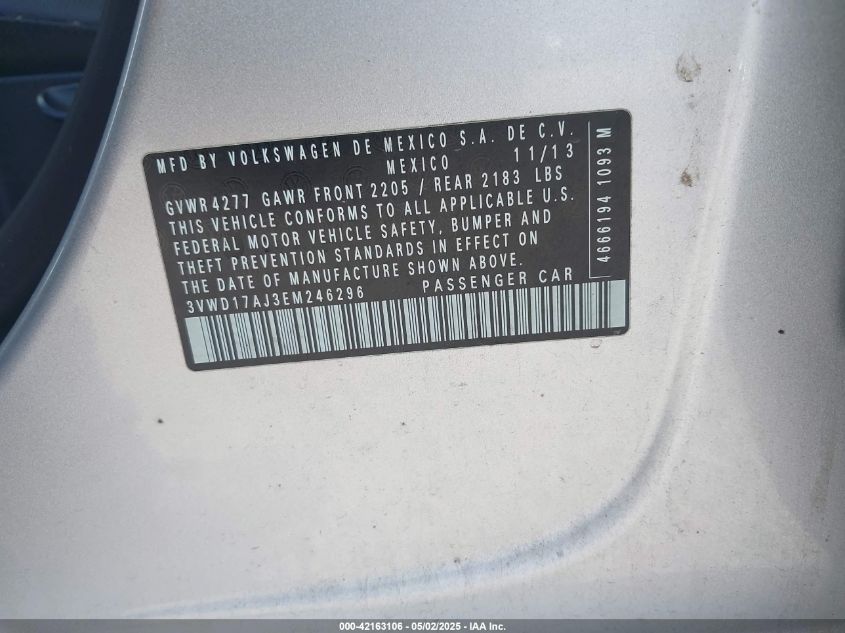 MFD BY VOLKSWAGEN DE MEXICO S.A. DE C.V.
MEXICO 11/13
GVWR 4277 GAWR FRONT 2205 / REAR 2183 LBS
THIS VEHICLE CONFORMS TO ALL APPLICABLE U.S.
FEDERAL MOTOR VEHICLE SAFETY, BUMPER AND
THEFT PREVENTION STANDARDS IN EFFECT ON
THE DATE OF MANUFACTURE SHOWN ABOVE.
3VWD17AJ3EM246296 PASSENGER CAR
4666194 1093 M
000-42163106 - 05/02/2025 - IAA Inc.